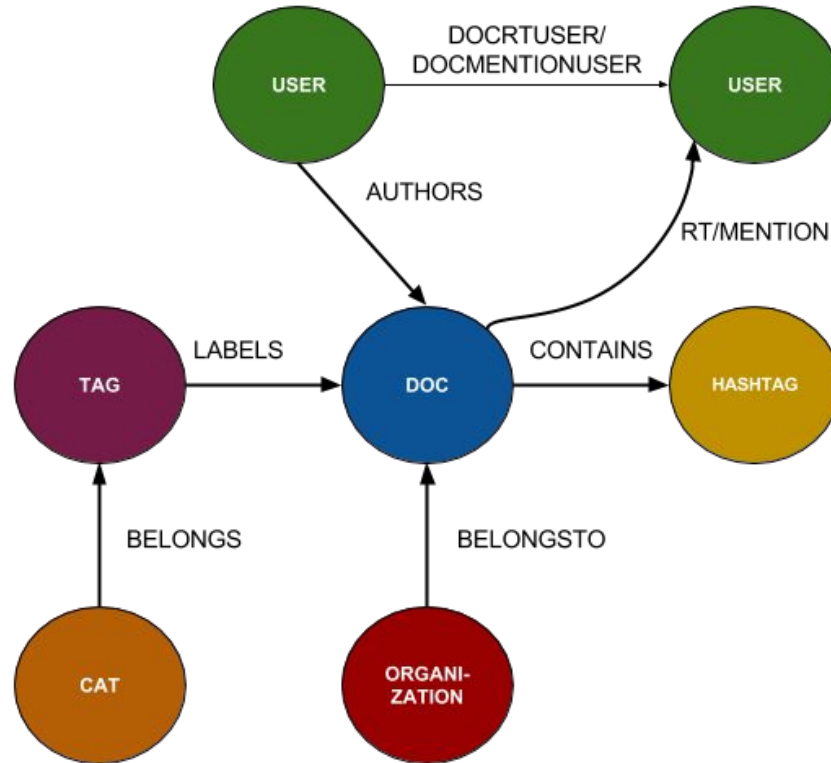 DOCRTUSER/
DOCMENTIONUSER
USER
USER
AUTHORS
RT/MENTION
LABELS
CONTAINS
TAG
DOC
HASHTAG
BELONGS
BELONGSTO
CAT
ORGANI-
ZATION